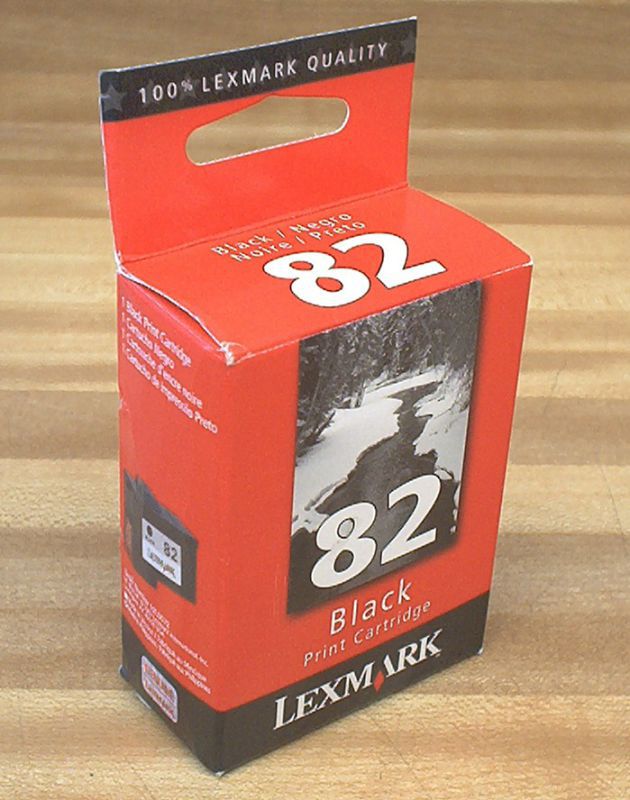 100% LEXMARK QUALITY
Black / Negro
Noire / Preto
82
1 Black Print Cartridge
1 Cartucho Negro
1 Cartouche d'encre noire
1 Cartucho de Impressão Preto
82
LEXMARK
82
Black
Print Cartridge
LEXMARK